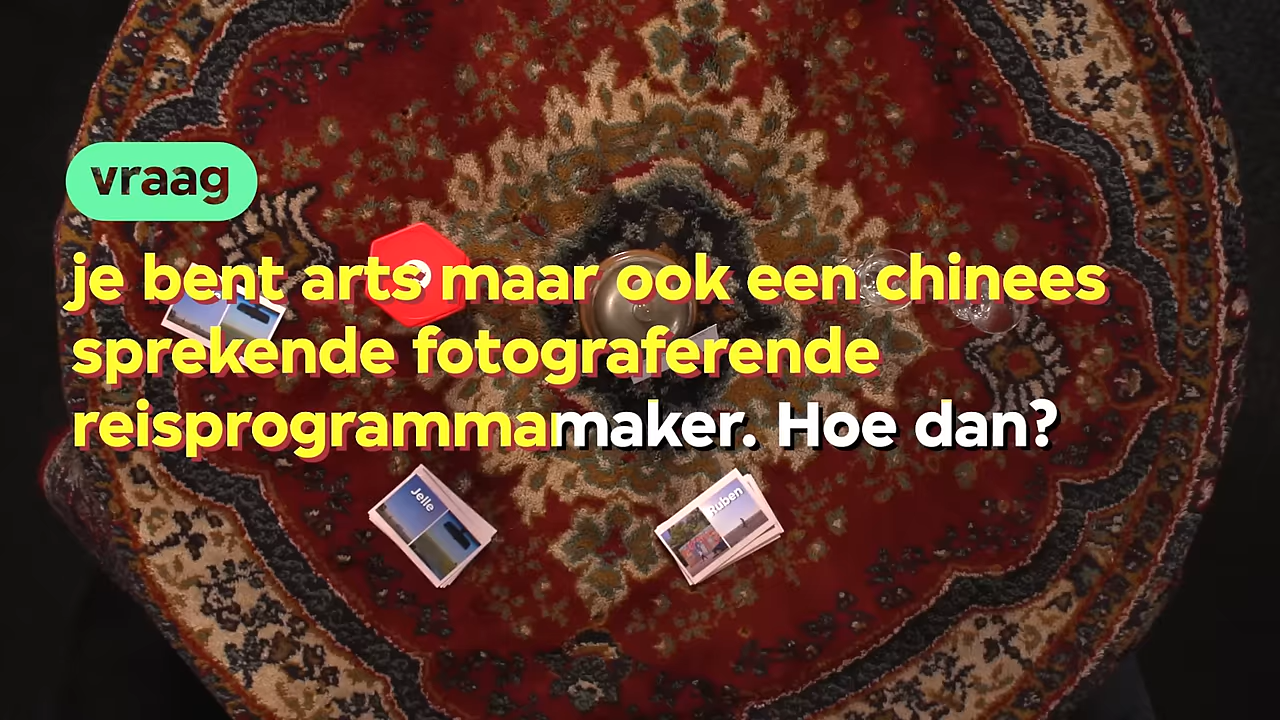 vraag
je bent arts maar ook een chinees
sprekende fotograferende
reisprogrammamaker. Hoe dan?
Jelle
Ruben